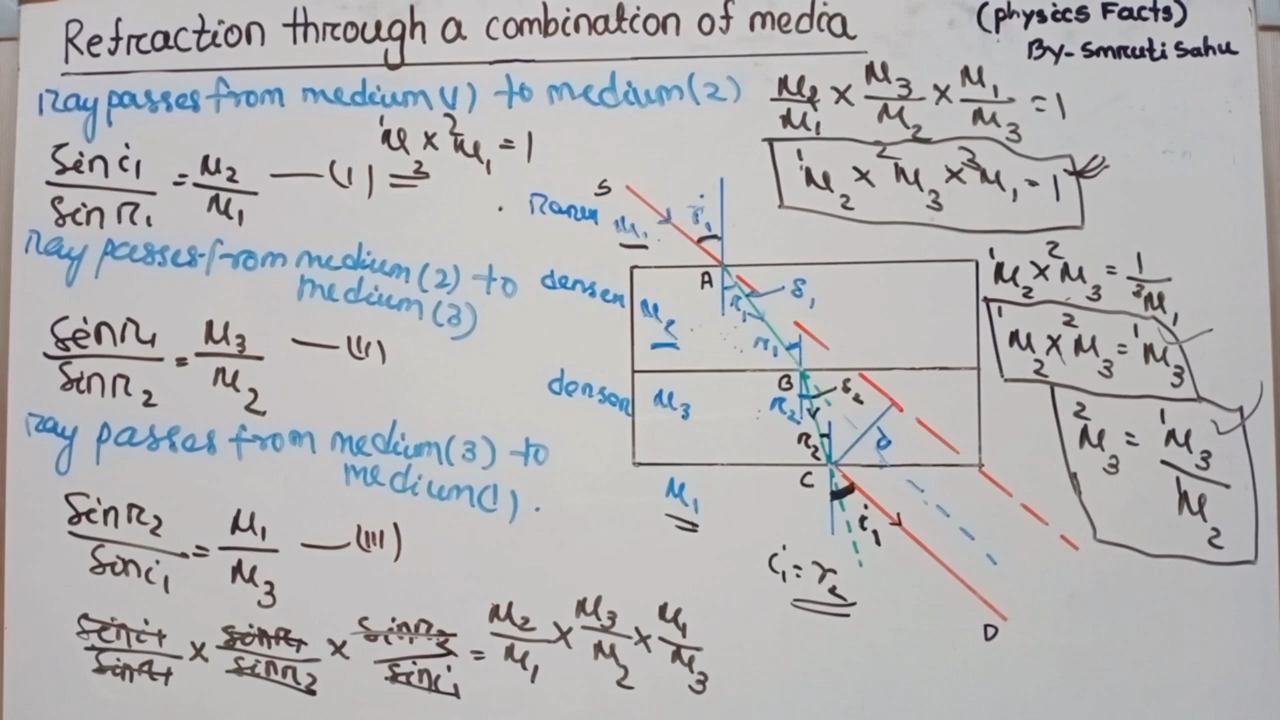 Refraction through a combination of media
(physics Facts)
By- Smruti Sahu
Ray passes from medium (1) to medium (2)
sin i₁/sin r₁ = μ₂/μ₁ — (I)
¹μ₂ × ²μ₁ = 1
Ray passes from medium (2) to
medium (3)
sin r₁/sin r₂ = μ₃/μ₂ — (II)
Ray passes from medium (3) to
medium (1).
sin r₂/sin i₁ = μ₁/μ₃ — (III)
sin i₁/sin r₁ × sin r₁/sin r₂ × sin r₂/sin i₁ = μ₂/μ₁ × μ₃/μ₂ × μ₁/μ₃
μ₂/μ₁ × μ₃/μ₂ × μ₁/μ₃ = 1
¹μ₂ × ²μ₃ × ³μ₁ = 1
¹μ₂ × ²μ₃ = 1/³μ₁
¹μ₂ × ²μ₃ = ¹μ₃
²μ₃ = ¹μ₃/¹μ₂
S
Rarer μ₁
i₁
A
denser μ₂
r₁
δ₁
r₁
B
δ₂
denser μ₃
r₂
r₂
d
C
μ₁
i₁
i₁ = r₂
D